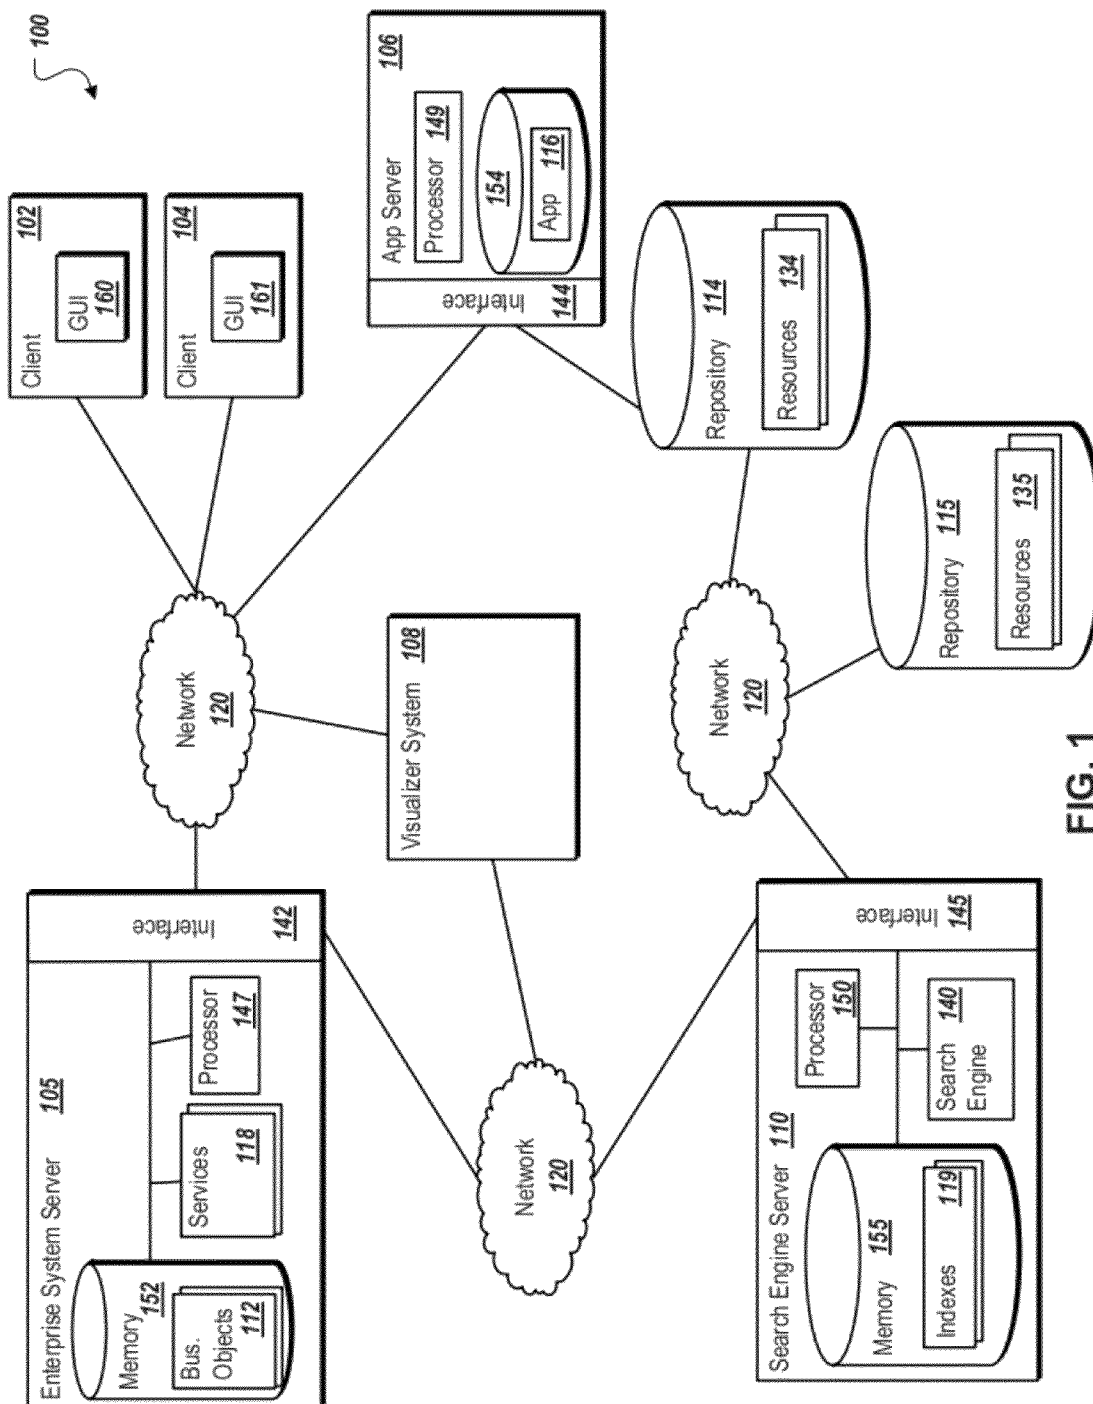 100
Enterprise System Server 105
Memory
152
Bus.
Objects
112
Services
118
Processor
147
Interface
142
Network
120
Client
102
GUI
160
Client
104
GUI
161
Visualizer System 108
App Server
106
Processor 149
154
App 116
Interface
144
Network
120
Search Engine Server 110
Memory 155
Indexes 119
Processor
150
Search
Engine
140
Interface
145
Network
120
Repository 114
Resources 134
Repository 115
Resources 135
FIG. 1